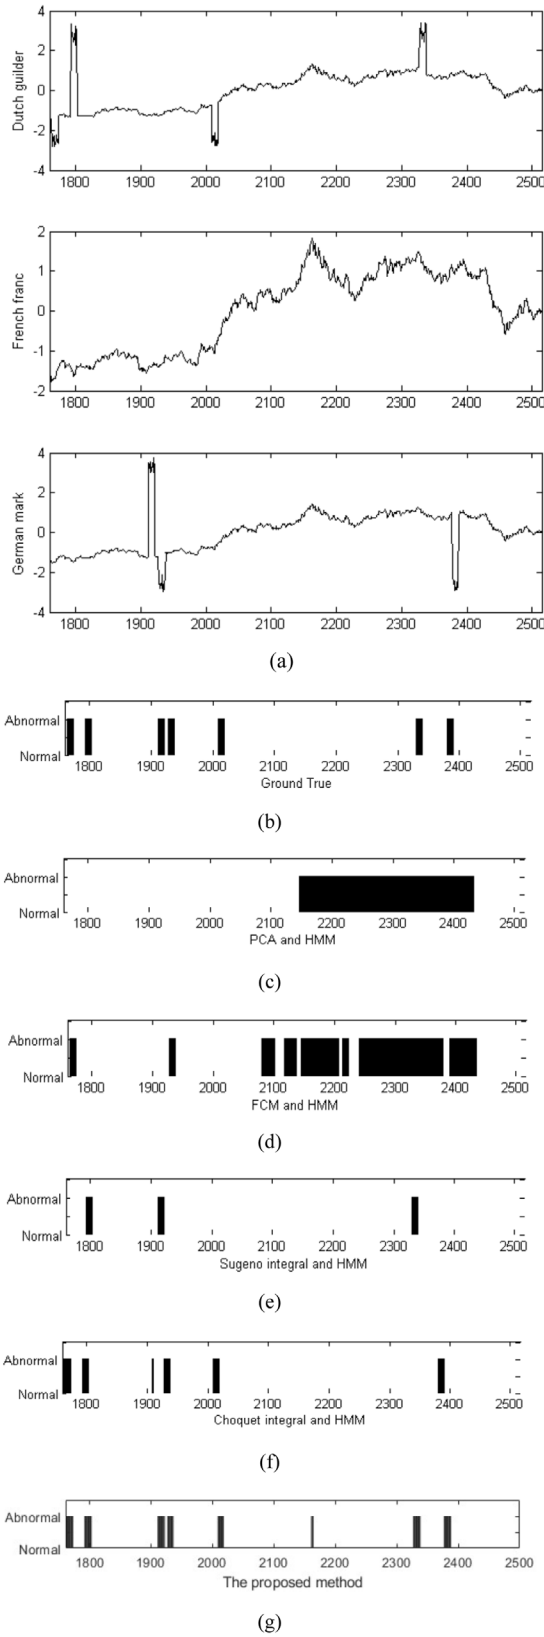 Dutch guilder
4
2
0
-2
-4
1800 1900 2000 2100 2200 2300 2400 2500
French franc
2
1
0
-1
-2
1800 1900 2000 2100 2200 2300 2400 2500
German mark
4
2
0
-2
-4
1800 1900 2000 2100 2200 2300 2400 2500
(a)
Abnormal
Normal
1800 1900 2000 2100 2200 2300 2400 2500
Ground True
(b)
Abnormal
Normal
1800 1900 2000 2100 2200 2300 2400 2500
PCA and HMM
(c)
Abnormal
Normal
1800 1900 2000 2100 2200 2300 2400 2500
FCM and HMM
(d)
Abnormal
Normal
1800 1900 2000 2100 2200 2300 2400 2500
Sugeno integral and HMM
(e)
Abnormal
Normal
1800 1900 2000 2100 2200 2300 2400 2500
Choquet integral and HMM
(f)
Abnormal
Normal
1800 1900 2000 2100 2200 2300 2400 2500
The proposed method
(g)